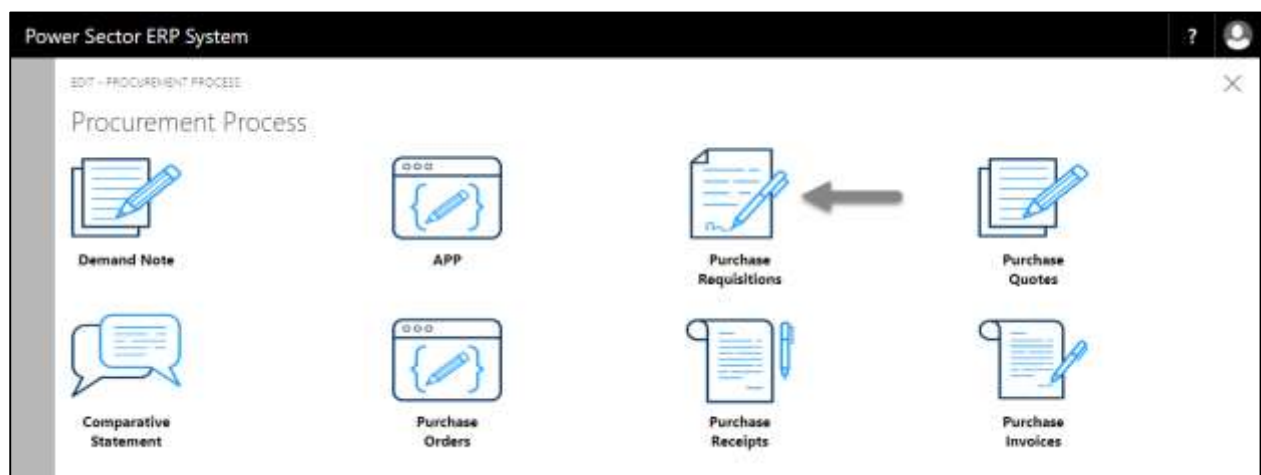 Power Sector ERP System ?
EDIT - PROCUREMENT PROCESS
Procurement Process
Demand Note
APP
Purchase
Requisitions
Purchase
Quotes
Comparative
Statement
Purchase
Orders
Purchase
Receipts
Purchase
Invoices